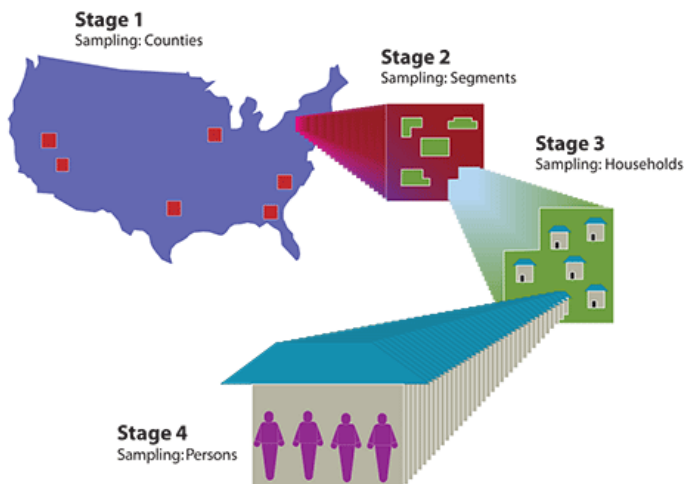 Stage 1
Sampling: Counties
Stage 2
Sampling: Segments
Stage 3
Sampling: Households
Stage 4
Sampling: Persons